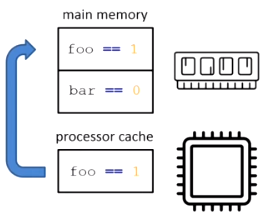 main memory
foo == 1
bar == 0
processor cache
foo == 1